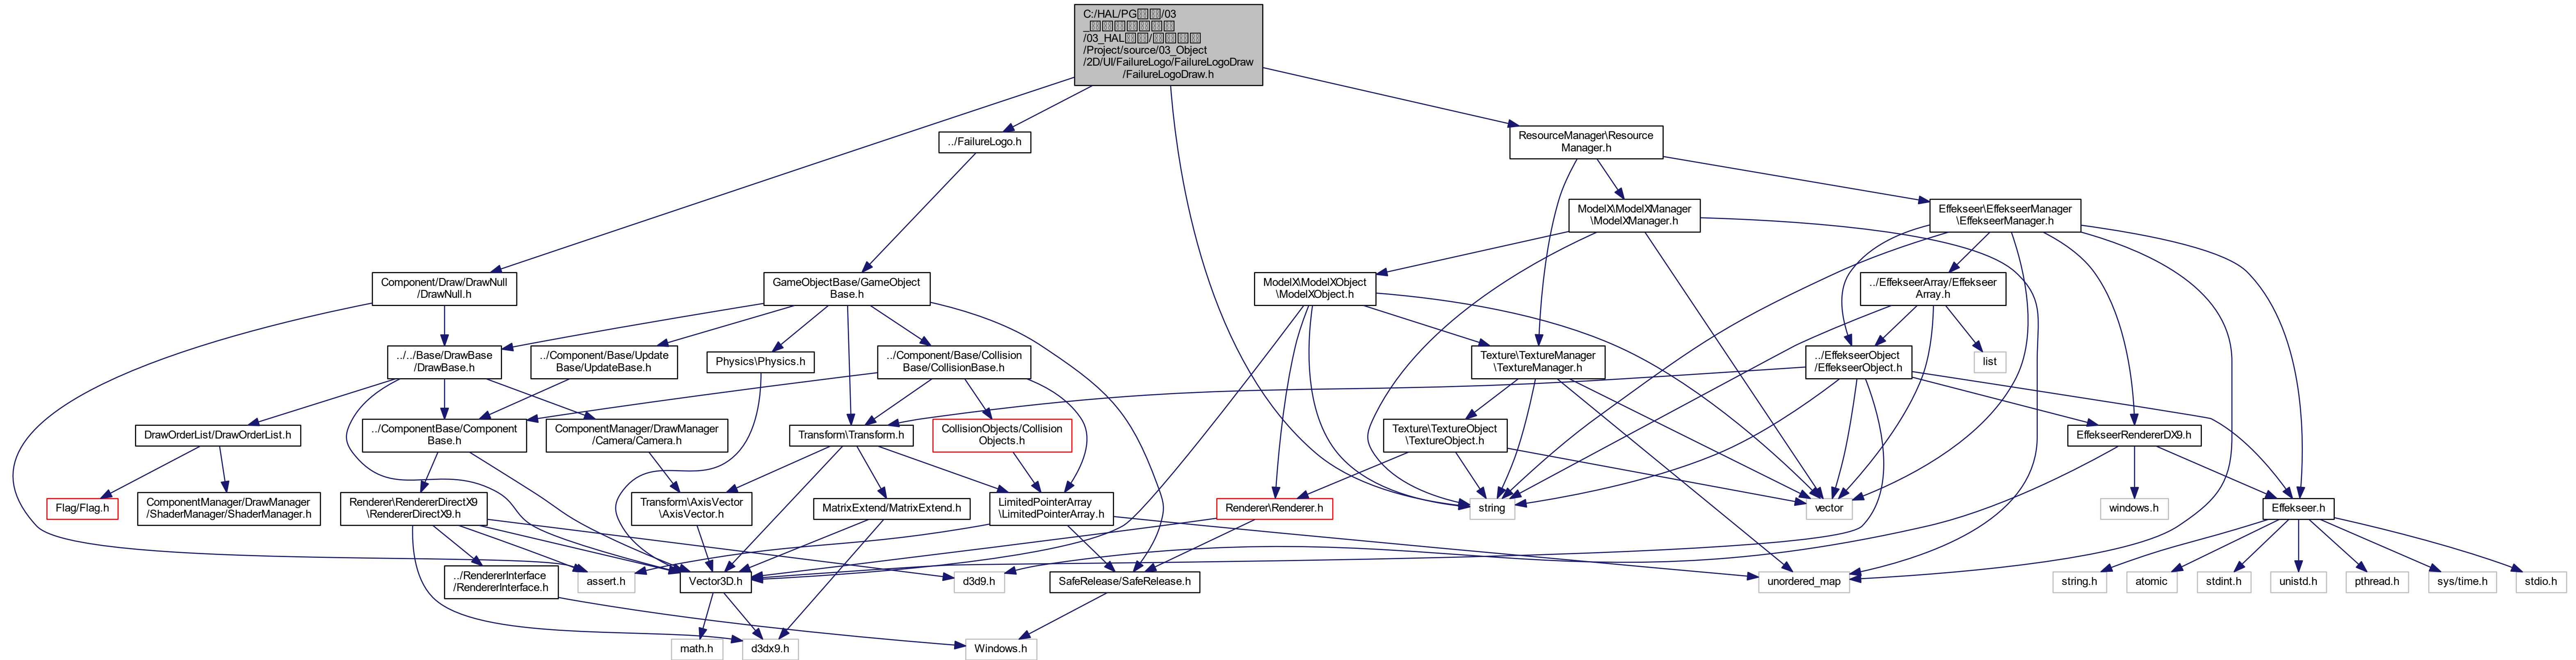 C:/HAL/PG/03
_
/03_HAL/
/Project/source/03_Object
/2D/UI/FailureLogo/FailureLogoDraw
/FailureLogoDraw.h
../FailureLogo.h
ResourceManager\Resource
Manager.h
ModelX\ModelXManager
\ModelXManager.h
Effekseer\EffekseerManager
\EffekseerManager.h
Component/Draw/DrawNull
/DrawNull.h
GameObjectBase/GameObject
Base.h
ModelX\ModelXObject
\ModelXObject.h
../EffekseerArray/Effekseer
Array.h
../../Base/DrawBase
/DrawBase.h
../Component/Base/Update
Base/UpdateBase.h
Physics\Physics.h
../Component/Base/Collision
Base/CollisionBase.h
Texture\TextureManager
\TextureManager.h
../EffekseerObject
/EffekseerObject.h
list
DrawOrderList/DrawOrderList.h
../ComponentBase/Component
Base.h
ComponentManager/DrawManager
/Camera/Camera.h
Transform\Transform.h
CollisionObjects/Collision
Objects.h
Texture\TextureObject
\TextureObject.h
EffekseerRendererDX9.h
Flag/Flag.h
ComponentManager/DrawManager
/ShaderManager/ShaderManager.h
Renderer\RendererDirectX9
\RendererDirectX9.h
Transform\AxisVector
\AxisVector.h
MatrixExtend/MatrixExtend.h
LimitedPointerArray
\LimitedPointerArray.h
Renderer\Renderer.h
string
vector
windows.h
Effekseer.h
../RendererInterface
/RendererInterface.h
assert.h
Vector3D.h
d3d9.h
SafeRelease/SafeRelease.h
unordered_map
string.h
atomic
stdint.h
unistd.h
pthread.h
sys/time.h
stdio.h
math.h
d3dx9.h
Windows.h